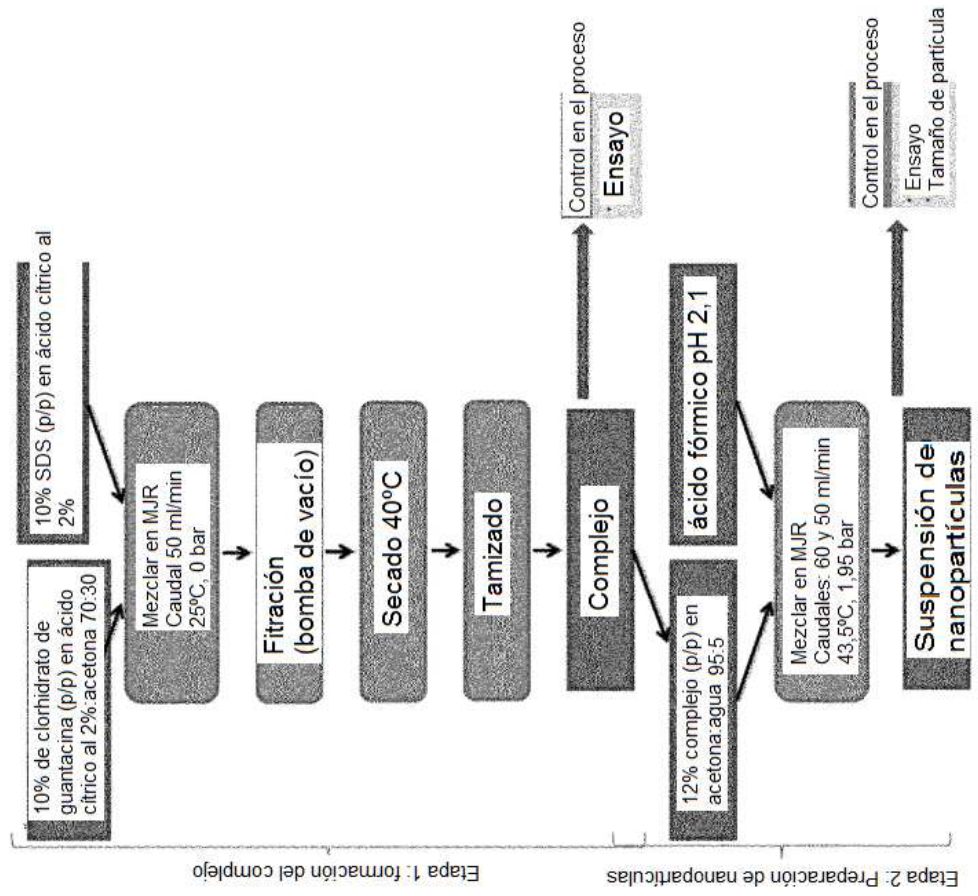 10% de clorhidrato de
guantacina (p/p) en ácido
cítrico al 2%:acetona 70:30
10% SDS (p/p) en ácido cítrico al
2%
Mezclar en MJR
Caudal 50 ml/min
25ºC, 0 bar
Fitración
(bomba de vacío)
Secado 40ºC
Tamizado
Complejo
Control en el proceso
· Ensayo
Etapa 1: formación del complejo
12% complejo (p/p) en
acetona:agua 95:5
ácido fórmico pH 2,1
Mezclar en MJR
Caudales: 60 y 50 ml/min
43,5ºC, 1,95 bar
Suspensión de
nanopartículas
Control en el proceso
· Ensayo
· Tamaño de partícula
Etapa 2: Preparación de nanopartículas